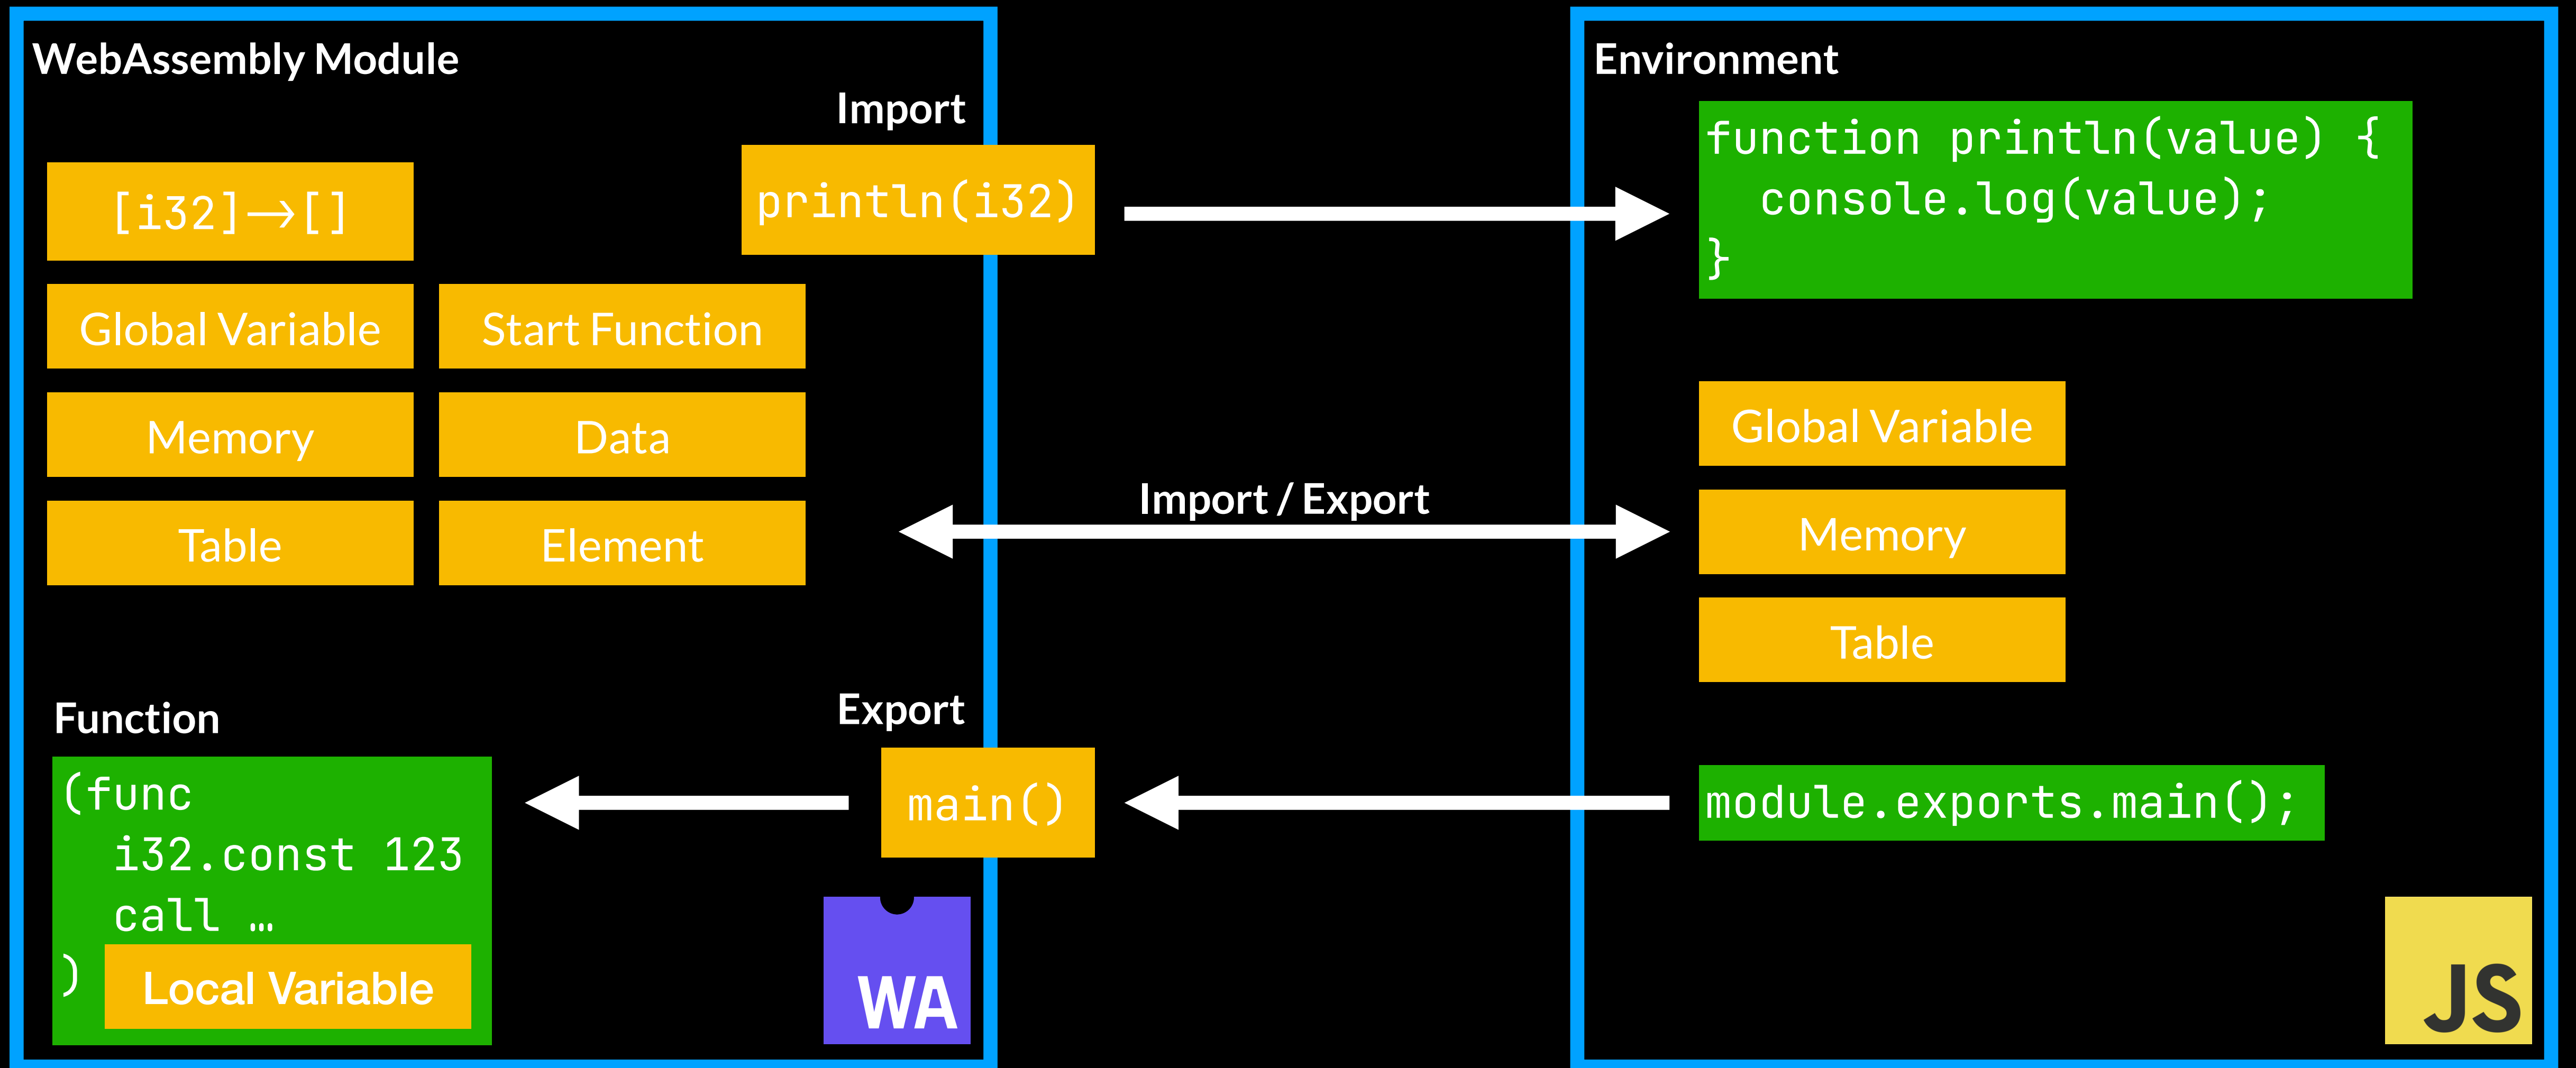 WebAssembly Module
Import
println(i32)
[i32]→[]
Global Variable
Start Function
Memory
Data
Table
Element
Function
(func
  i32.const 123
  call …
)
Local Variable
Export
main()
WA
Import / Export
Environment
function println(value) {
  console.log(value);
}
Global Variable
Memory
Table
module.exports.main();
JS